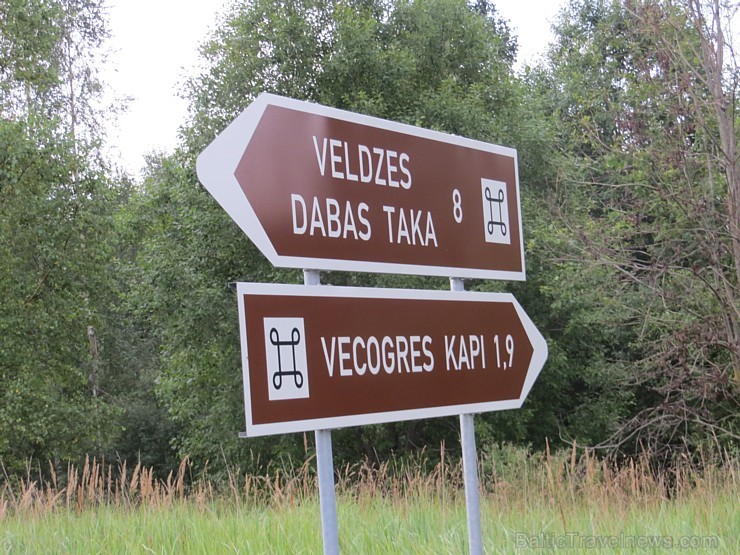 VELDZES
DABAS TAKA 8
VECOGRES KAPI 1,9
BalticTravelnews.com